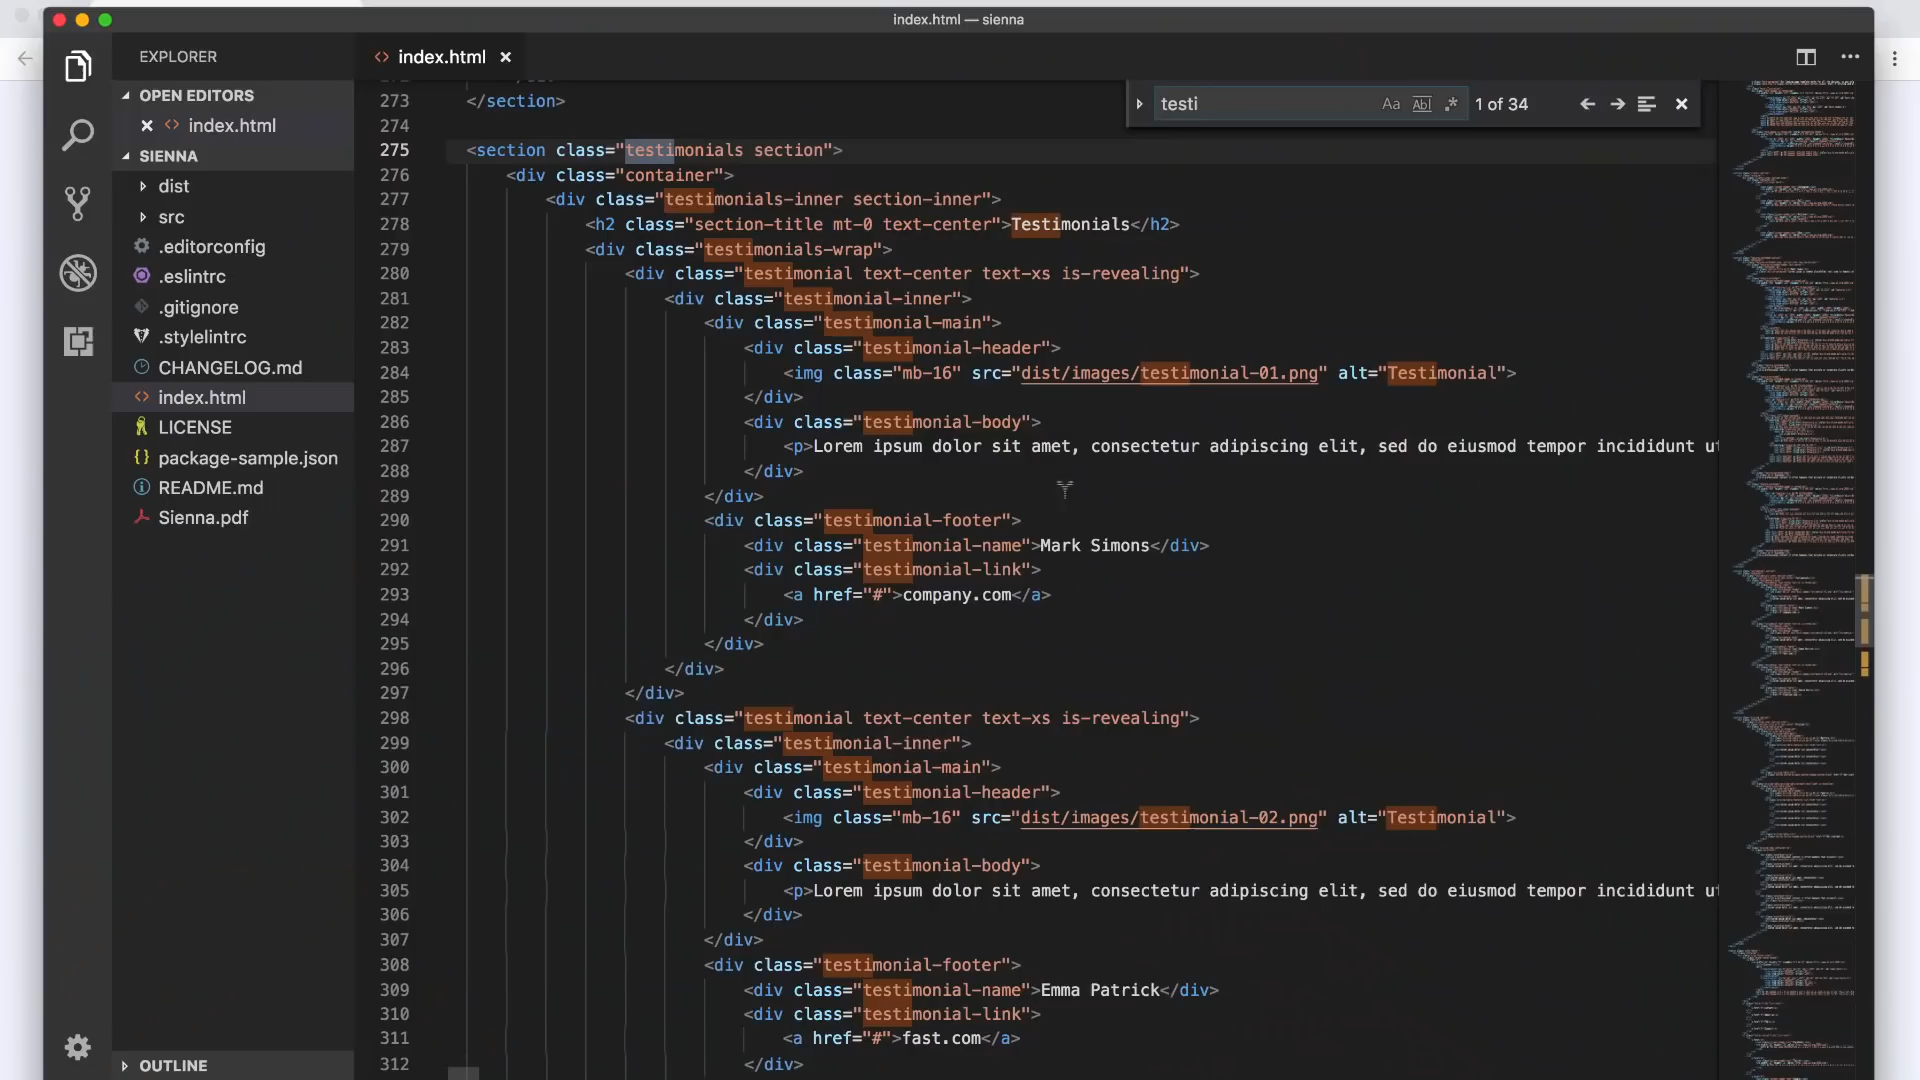 index.html — sienna
EXPLORER
OPEN EDITORS
index.html
SIENNA
dist
src
.editorconfig
.eslintrc
.gitignore
.stylelintrc
CHANGELOG.md
index.html
LICENSE
package-sample.json
README.md
Sienna.pdf
OUTLINE
index.html
testi
Aa
Abl
.*
1 of 34
273 </section>
274
275 <section class="testimonials section">
276 <div class="container">
277 <div class="testimonials-inner section-inner">
278 <h2 class="section-title mt-0 text-center">Testimonials</h2>
279 <div class="testimonials-wrap">
280 <div class="testimonial text-center text-xs is-revealing">
281 <div class="testimonial-inner">
282 <div class="testimonial-main">
283 <div class="testimonial-header">
284 <img class="mb-16" src="dist/images/testimonial-01.png" alt="Testimonial">
285 </div>
286 <div class="testimonial-body">
287 <p>Lorem ipsum dolor sit amet, consectetur adipiscing elit, sed do eiusmod tempor incididunt ut
288 </div>
289 </div>
290 <div class="testimonial-footer">
291 <div class="testimonial-name">Mark Simons</div>
292 <div class="testimonial-link">
293 <a href="#">company.com</a>
294 </div>
295 </div>
296 </div>
297 </div>
298 <div class="testimonial text-center text-xs is-revealing">
299 <div class="testimonial-inner">
300 <div class="testimonial-main">
301 <div class="testimonial-header">
302 <img class="mb-16" src="dist/images/testimonial-02.png" alt="Testimonial">
303 </div>
304 <div class="testimonial-body">
305 <p>Lorem ipsum dolor sit amet, consectetur adipiscing elit, sed do eiusmod tempor incididunt ut
306 </div>
307 </div>
308 <div class="testimonial-footer">
309 <div class="testimonial-name">Emma Patrick</div>
310 <div class="testimonial-link">
311 <a href="#">fast.com</a>
312 </div>